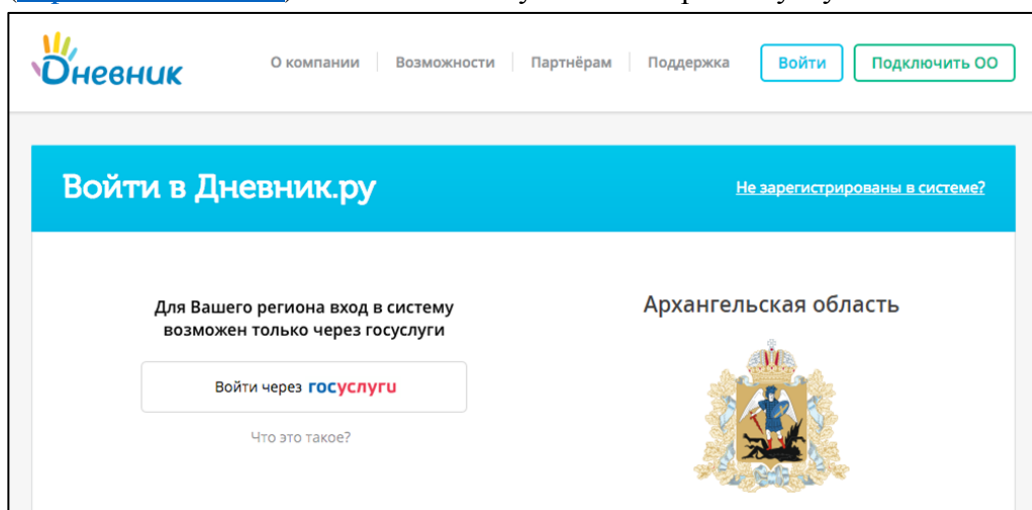 Дневник
О компании Возможности Партнёрам Поддержка Войти Подключить ОО
Войти в Дневник.ру
Не зарегистрированы в системе?
Для Вашего региона вход в систему
возможен только через госуслуги
Войти через госуслуги
Что это такое?
Архангельская область